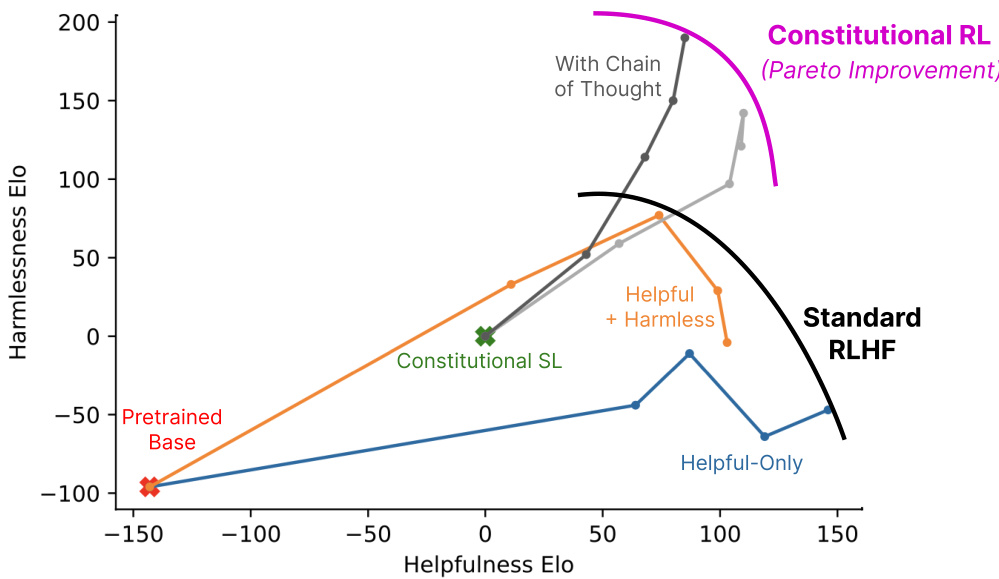 200
150
100
50
0
−50
−100
Harmlessness Elo
Constitutional RL
(Pareto Improvement)
With Chain
of Thought
Helpful
+ Harmless
Standard
RLHF
Constitutional SL
Pretrained
Base
Helpful-Only
−150
−100
−50
0
50
100
150
Helpfulness Elo